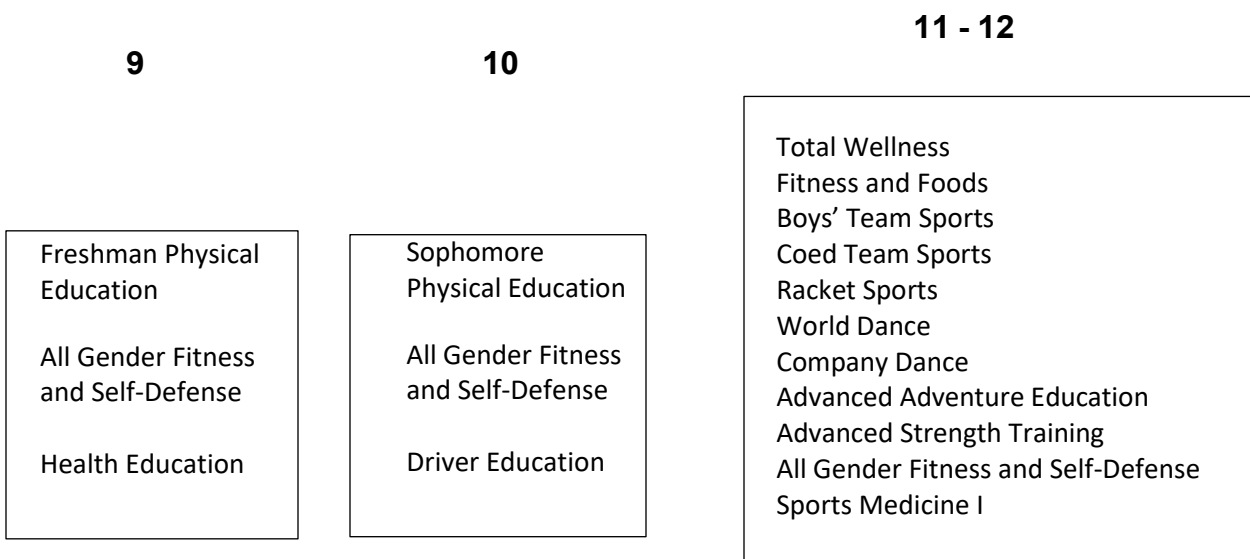 9
Freshman Physical
Education
All Gender Fitness
and Self-Defense
Health Education
10
Sophomore
Physical Education
All Gender Fitness
and Self-Defense
Driver Education
11 - 12
Total Wellness
Fitness and Foods
Boys’ Team Sports
Coed Team Sports
Racket Sports
World Dance
Company Dance
Advanced Adventure Education
Advanced Strength Training
All Gender Fitness and Self-Defense
Sports Medicine I